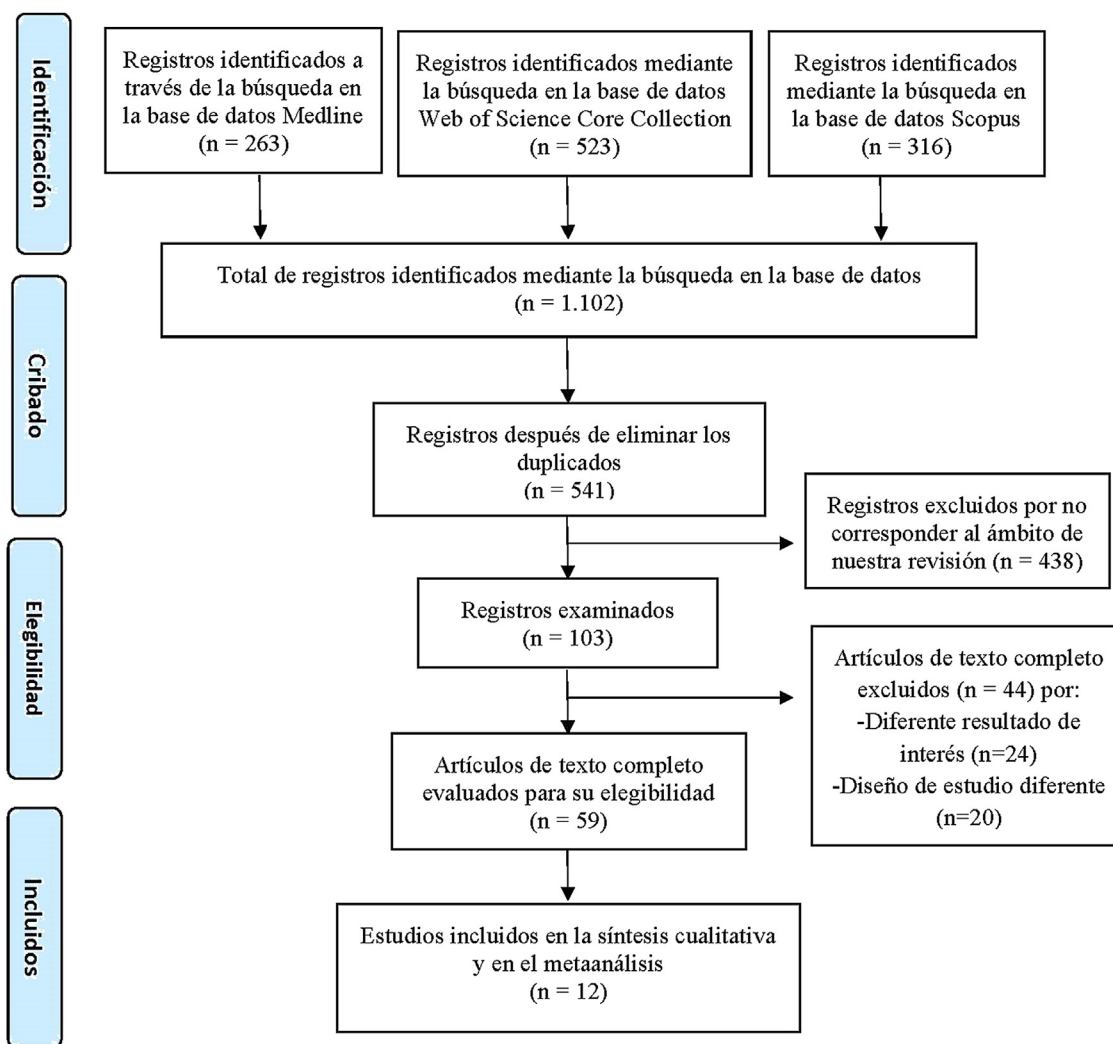 Identificación
Registros identificados a
través de la búsqueda en
la base de datos Medline
(n = 263)
Registros identificados mediante
la búsqueda en la base de datos
Web of Science Core Collection
(n = 523)
Registros identificados
mediante la búsqueda en
la base de datos Scopus
(n = 316)
Total de registros identificados mediante la búsqueda en la base de datos
(n = 1.102)
Cribado
Registros después de eliminar los
duplicados
(n = 541)
Registros excluidos por no
corresponder al ámbito de
nuestra revisión (n = 438)
Elegibilidad
Registros examinados
(n = 103)
Artículos de texto completo
excluidos (n = 44) por:
-Diferente resultado de
interés (n=24)
-Diseño de estudio diferente
(n=20)
Artículos de texto completo
evaluados para su elegibilidad
(n = 59)
Incluidos
Estudios incluidos en la síntesis cualitativa
y en el metaanálisis
(n = 12)